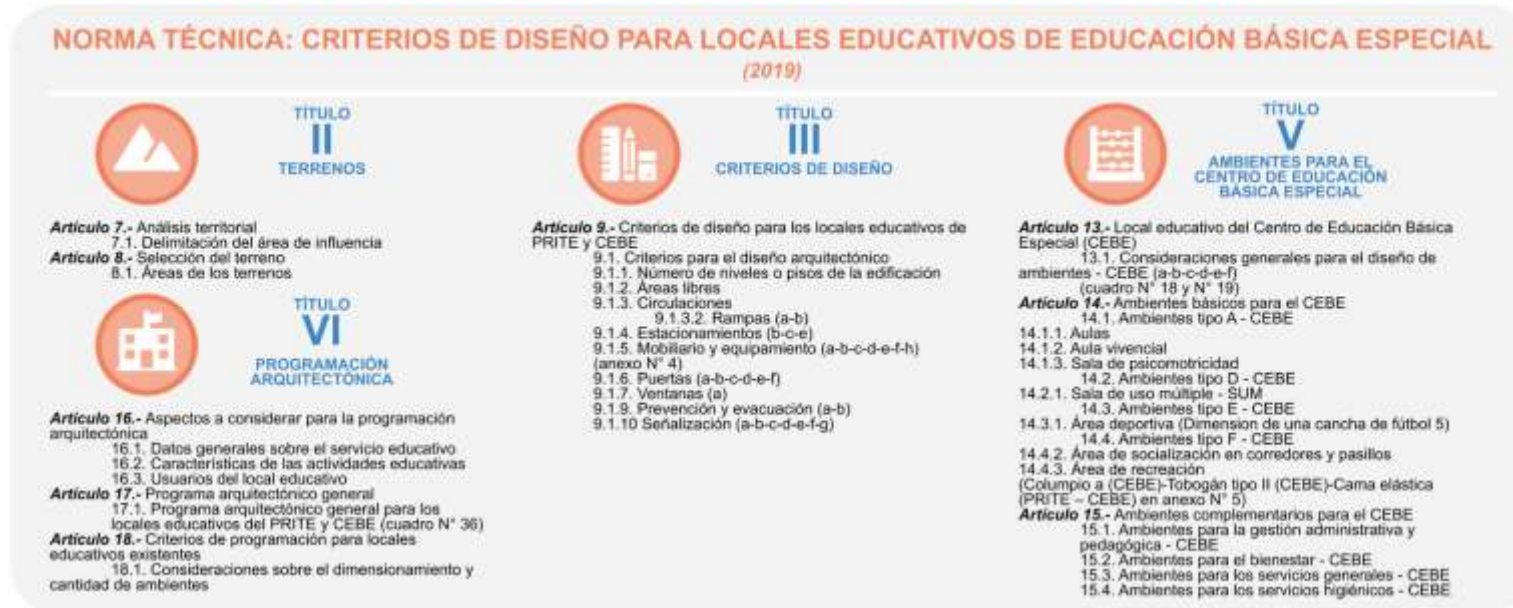 NORMA TÉCNICA: CRITERIOS DE DISEÑO PARA LOCALES EDUCATIVOS DE EDUCACIÓN BÁSICA ESPECIAL
(2019)
TÍTULO
II
TERRENOS
Artículo 7.- Análisis territorial
7.1. Delimitación del área de influencia
Artículo 8.- Selección del terreno
8.1. Áreas de los terrenos
TÍTULO
VI
PROGRAMACIÓN
ARQUITECTÓNICA
Artículo 16.- Aspectos a considerar para la programación
arquitectónica
16.1. Datos generales sobre el servicio educativo
16.2. Características de las actividades educativas
16.3. Usuarios del local educativo
Artículo 17.- Programa arquitectónico general
17.1. Programa arquitectónico general para los
locales educativos del PRITE y CEBE (cuadro N° 36)
Artículo 18.- Criterios de programación para locales
educativos existentes
18.1. Consideraciones sobre el dimensionamiento y
cantidad de ambientes
TÍTULO
III
CRITERIOS DE DISEÑO
Artículo 9.- Criterios de diseño para los locales educativos de
PRITE y CEBE
9.1. Criterios para el diseño arquitectónico
9.1.1. Número de niveles o pisos de la edificación
9.1.2. Áreas libres
9.1.3. Circulaciones
9.1.3.2. Rampas (a-b)
9.1.4. Estacionamientos (b-c-e)
9.1.5. Mobiliario y equipamiento (a-b-c-d-e-f-h)
(anexo N° 4)
9.1.6. Puertas (a-b-c-d-e-f)
9.1.7. Ventanas (a)
9.1.9. Prevención y evacuación (a-b)
9.1.10 Señalización (a-b-c-d-e-f-g)
TÍTULO
V
AMBIENTES PARA EL
CENTRO DE EDUCACIÓN
BÁSICA ESPECIAL
Artículo 13.- Local educativo del Centro de Educación Básica
Especial (CEBE)
13.1. Consideraciones generales para el diseño de
ambientes - CEBE (a-b-c-d-e-f)
(cuadro N° 18 y N° 19)
Artículo 14.- Ambientes básicos para el CEBE
14.1. Ambientes tipo A - CEBE
14.1.1. Aulas
14.1.2. Aula vivencial
14.1.3. Sala de psicomotricidad
14.2. Ambientes tipo D - CEBE
14.2.1. Sala de uso múltiple - SUM
14.3. Ambientes tipo E - CEBE
14.3.1. Área deportiva (Dimension de una cancha de fútbol 5)
14.4. Ambientes tipo F - CEBE
14.4.2. Área de socialización en corredores y pasillos
14.4.3. Área de recreación
(Columpio a (CEBE)-Tobogán tipo II (CEBE)-Cama elástica
(PRITE – CEBE) en anexo N° 5)
Artículo 15.- Ambientes complementarios para el CEBE
15.1. Ambientes para la gestión administrativa y
pedagógica - CEBE
15.2. Ambientes para el bienestar - CEBE
15.3. Ambientes para los servicios generales - CEBE
15.4. Ambientes para los servicios higiénicos - CEBE